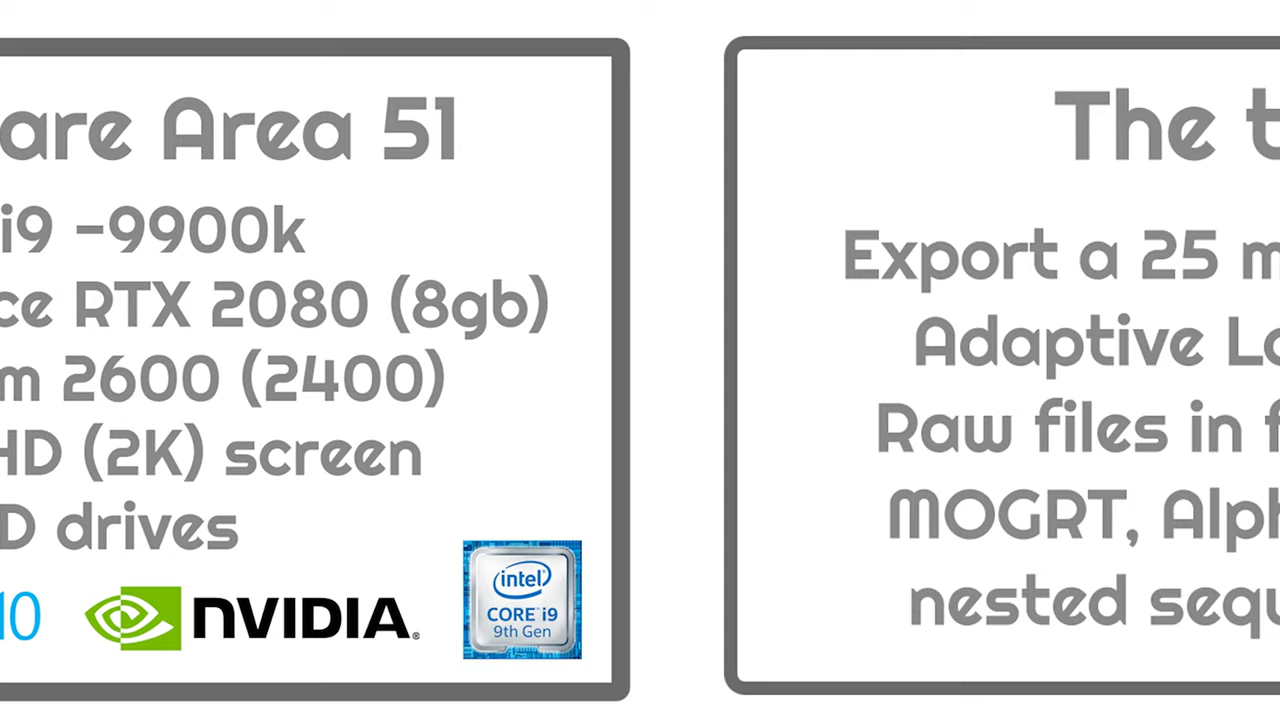 are Area 51
i9 -9900k
ce RTX 2080 (8gb)
m 2600 (2400)
HD (2K) screen
D drives
10
NVIDIA
intel
CORE i9
9th Gen
The t
Export a 25 m
Adaptive Lo
Raw files in f
MOGRT, Alph
nested sequ